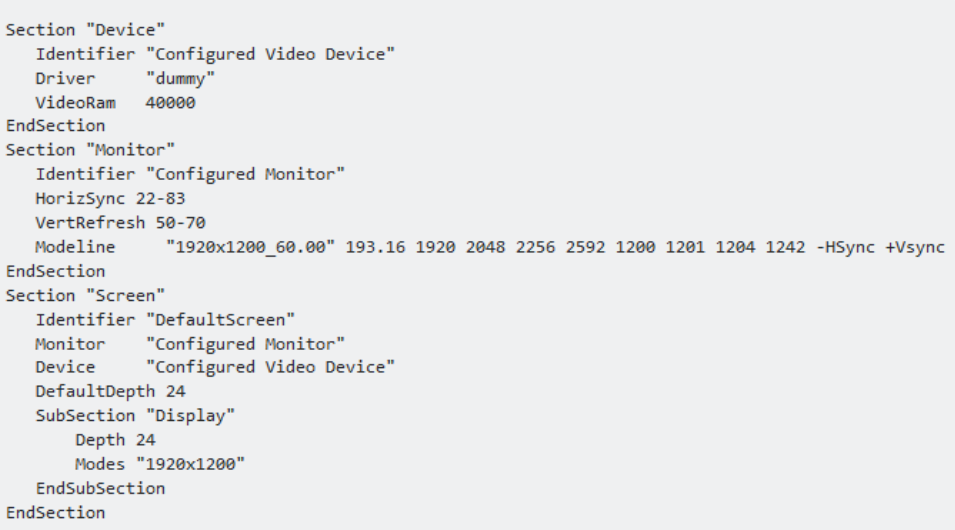 Section "Device"
Identifier "Configured Video Device"
Driver "dummy"
VideoRam 40000
EndSection
Section "Monitor"
Identifier "Configured Monitor"
HorizSync 22-83
VertRefresh 50-70
Modeline "1920x1200_60.00" 193.16 1920 2048 2256 2592 1200 1201 1204 1242 -HSync +Vsync
EndSection
Section "Screen"
Identifier "DefaultScreen"
Monitor "Configured Monitor"
Device "Configured Video Device"
DefaultDepth 24
SubSection "Display"
Depth 24
Modes "1920x1200"
EndSubSection
EndSection